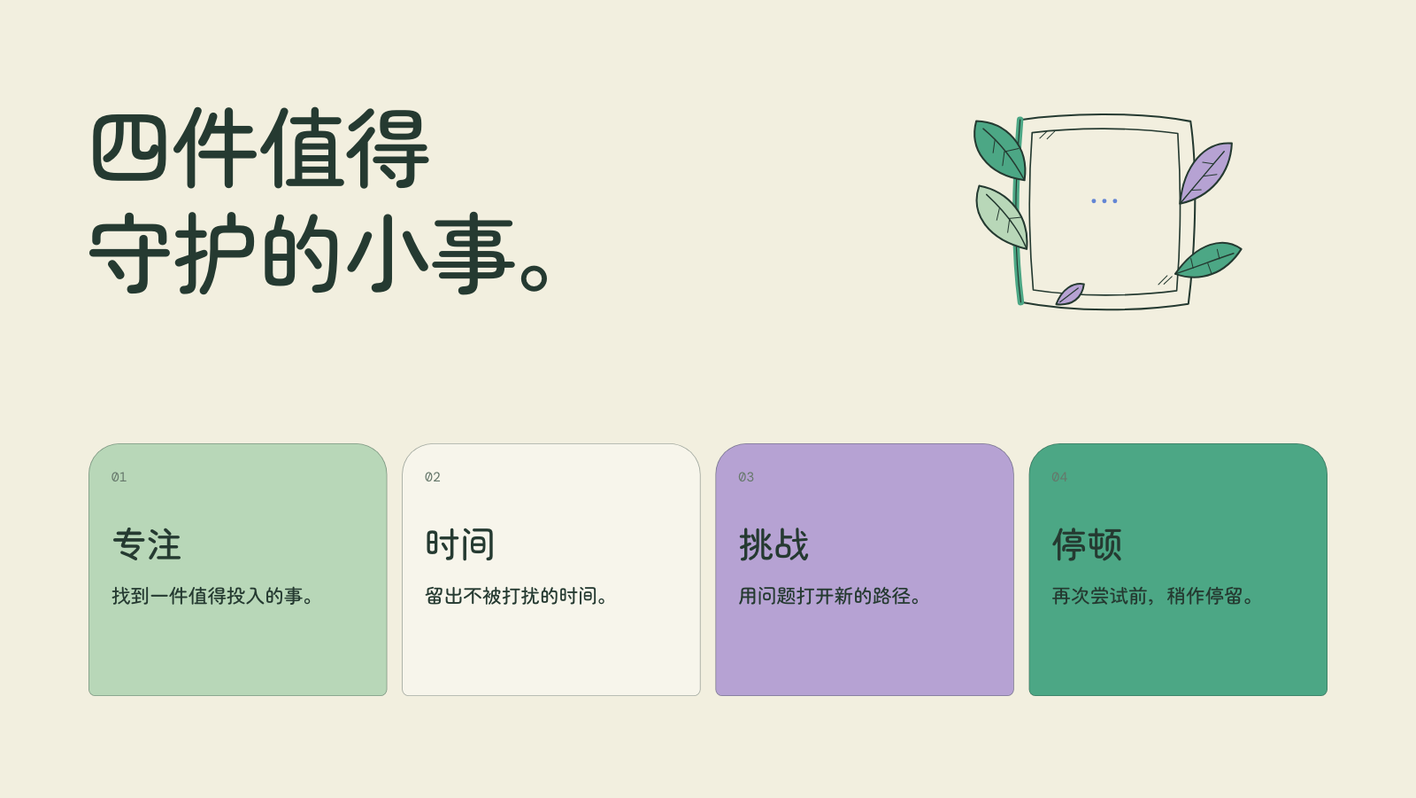 四件值得
守护的小事。
01
专注
找到一件值得投入的事。
02
时间
留出不被打扰的时间。
03
挑战
用问题打开新的路径。
04
停顿
再次尝试前，稍作停留。